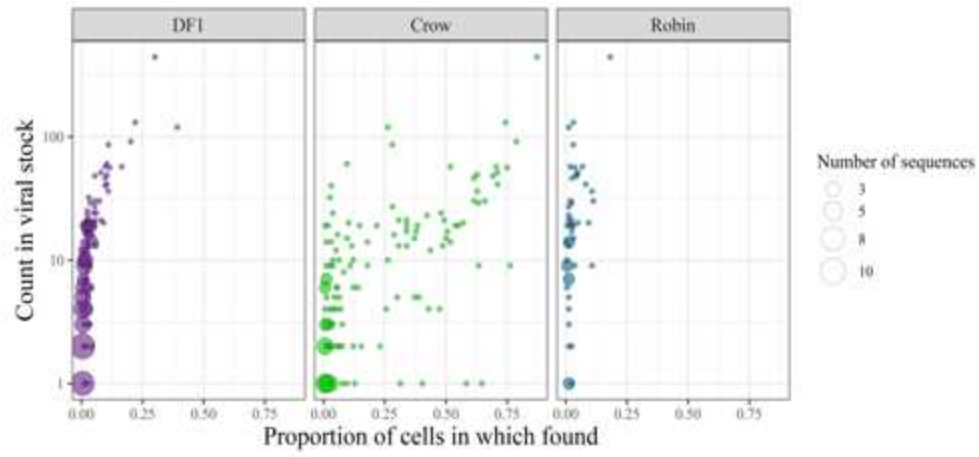 DF1
Crow
Robin
Count in viral stock
100
10
1
0.00 0.25 0.50 0.75
0.00 0.25 0.50 0.75
0.00 0.25 0.50 0.75
Proportion of cells in which found
Number of sequences
3
5
8
10